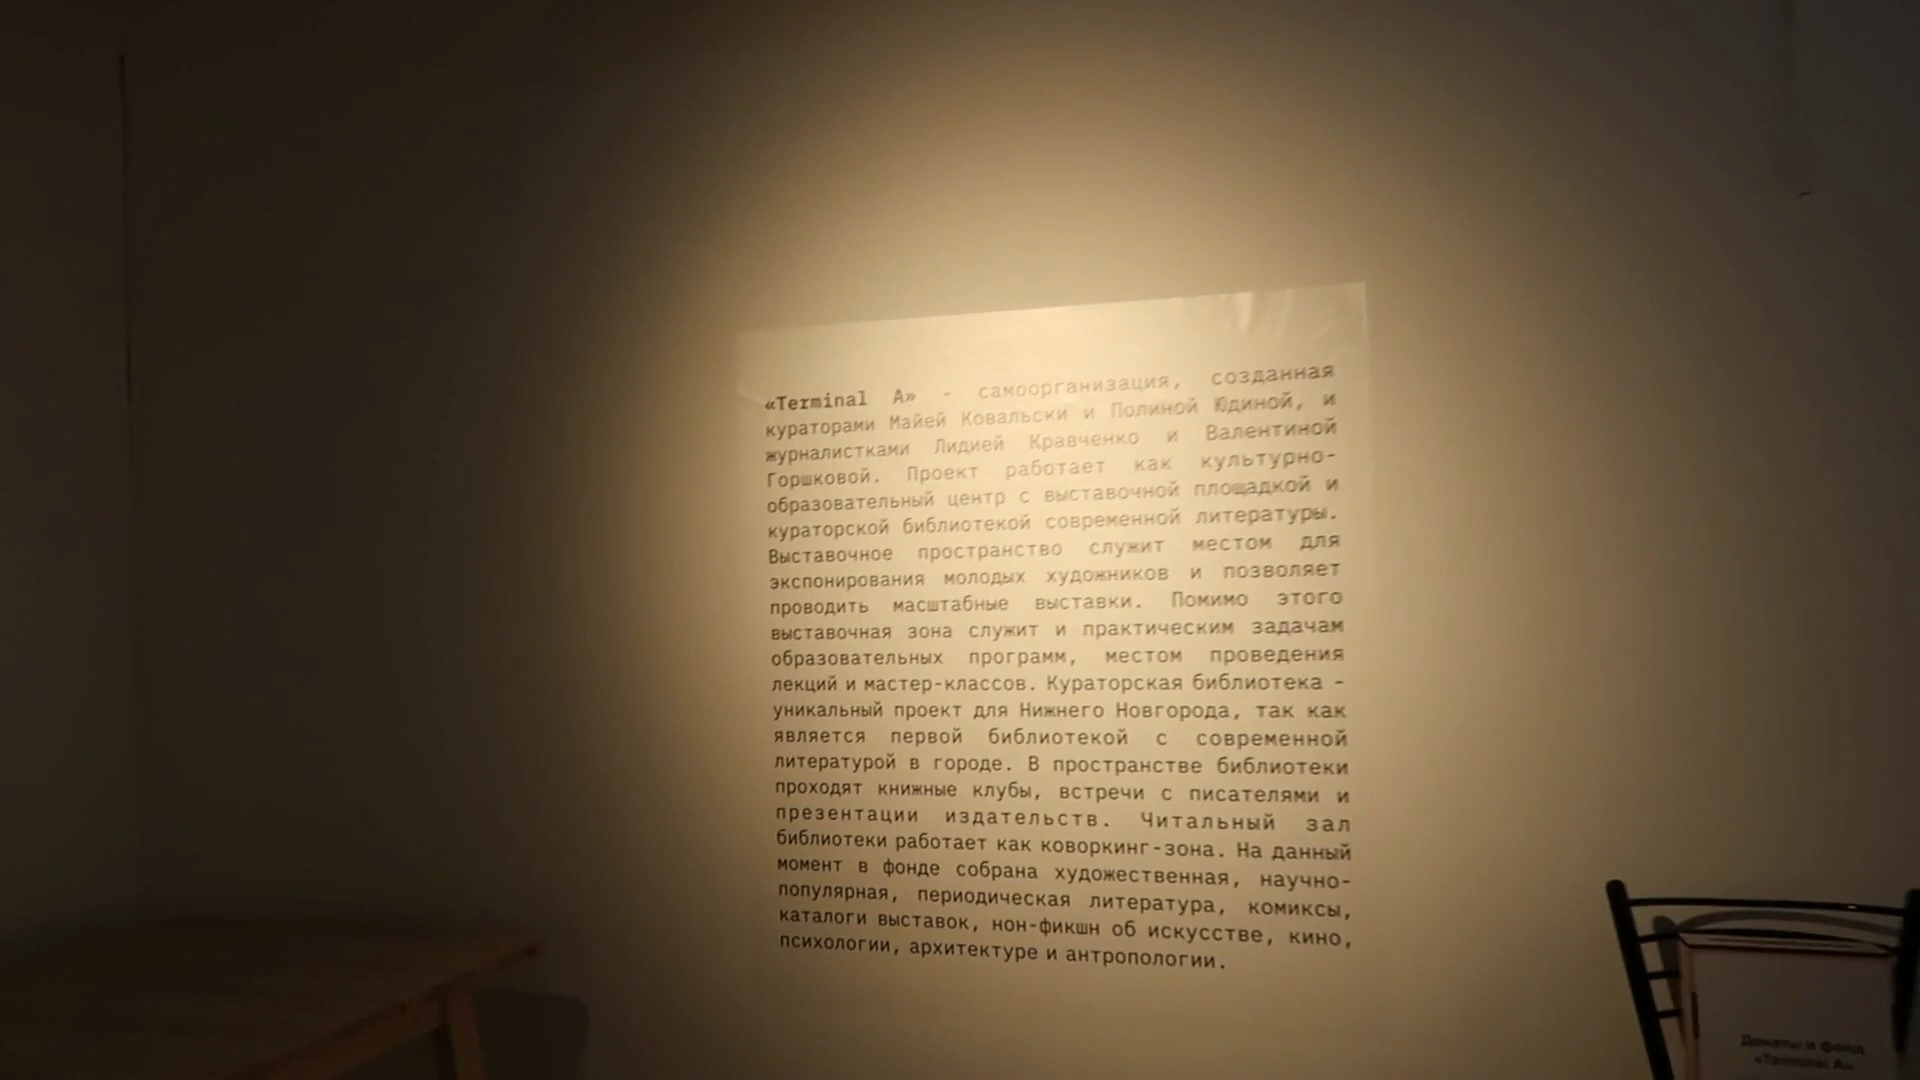 «Terminal A» - самоорганизация, созданная
кураторами Майей Ковальски и Полиной Юдиной, и
журналистками Лидией Кравченко и Валентиной
Горшковой. Проект работает как культурно-
образовательный центр с выставочной площадкой и
кураторской библиотекой современной литературы.
Выставочное пространство служит местом для
экспонирования молодых художников и позволяет
проводить масштабные выставки. Помимо этого
выставочная зона служит и практическим задачам
образовательных программ, местом проведения
лекций и мастер-классов. Кураторская библиотека -
уникальный проект для Нижнего Новгорода, так как
является первой библиотекой с современной
литературой в городе. В пространстве библиотеки
проходят книжные клубы, встречи с писателями и
презентации издательств. Читальный зал
библиотеки работает как коворкинг-зона. На данный
момент в фонде собрана художественная, научно-
популярная, периодическая литература, комиксы,
каталоги выставок, нон-фикшн об искусстве, кино,
психологии, архитектуре и антропологии.
в фонд
«Terminal A»